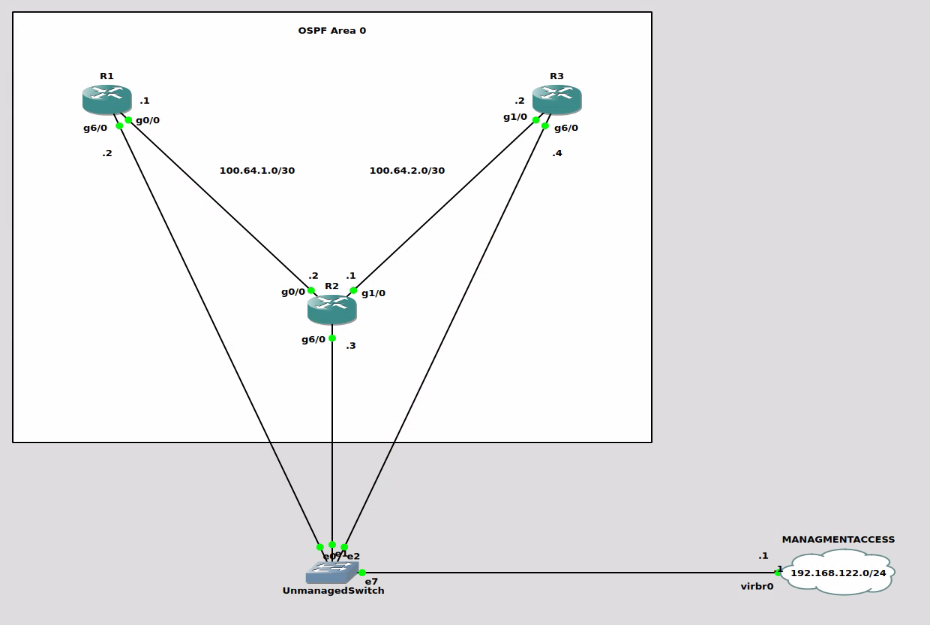 OSPF Area 0
R1
R3
.1
.2
g0/0
g1/0
g6/0
g6/0
.2
.4
100.64.1.0/30
100.64.2.0/30
.2
.1
R2
g0/0
g1/0
g6/0
.3
MANAGMENTACCESS
e0
e1
e2
.1
.1
192.168.122.0/24
e7
virbr0
UnmanagedSwitch